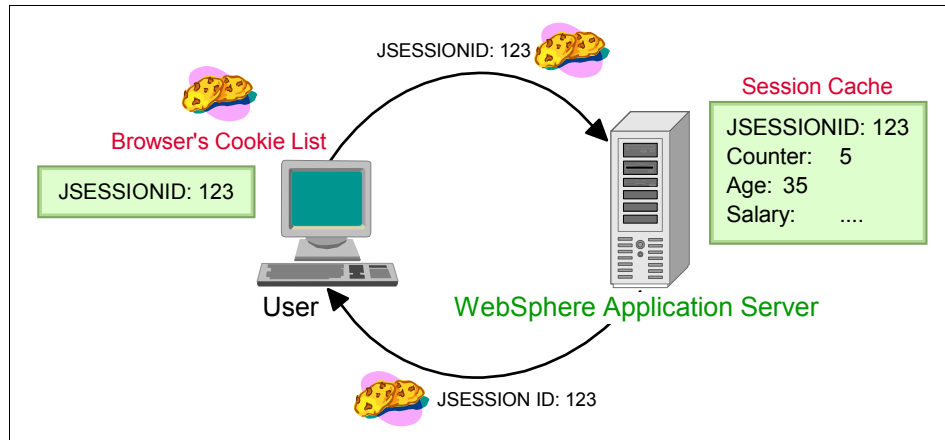 JSESSIONID: 123
Session Cache
JSESSIONID: 123
Counter: 5
Age: 35
Salary: ....
Browser's Cookie List
JSESSIONID: 123
User
WebSphere Application Server
JSESSION ID: 123